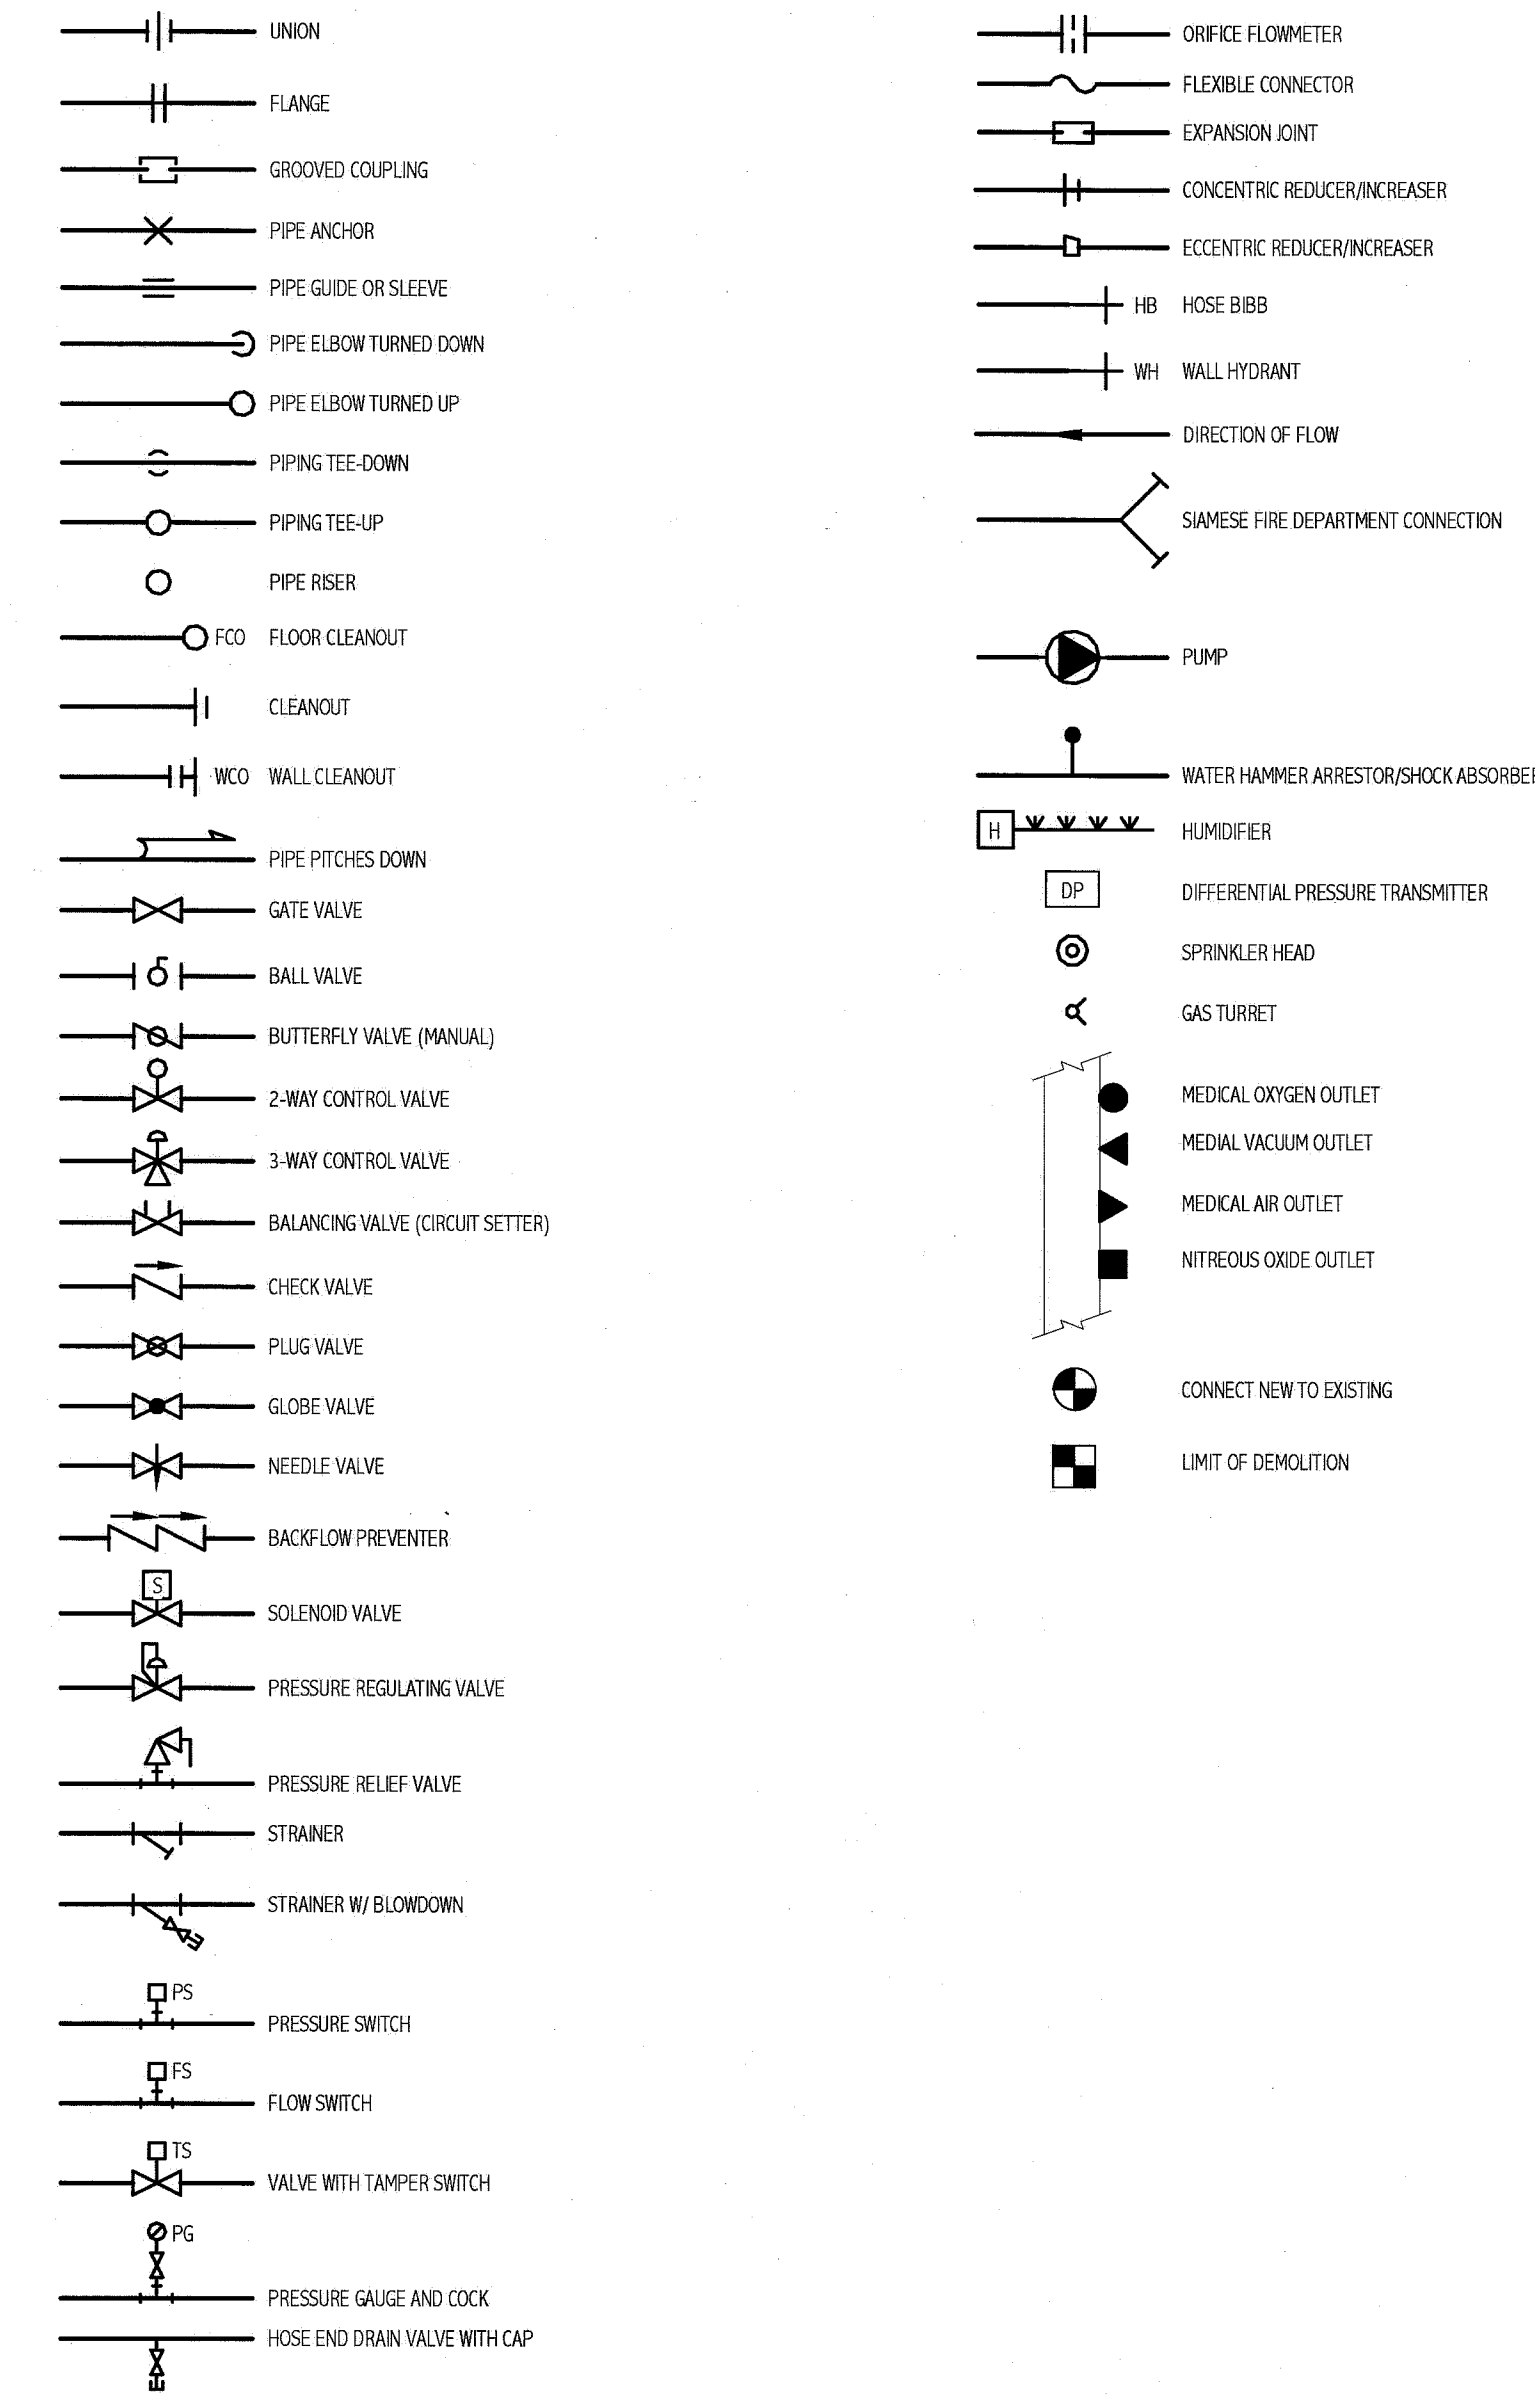 UNION
FLANGE
GROOVED COUPLING
PIPE ANCHOR
PIPE GUIDE OR SLEEVE
PIPE ELBOW TURNED DOWN
PIPE ELBOW TURNED UP
PIPING TEE-DOWN
PIPING TEE-UP
PIPE RISER
FCO FLOOR CLEANOUT
CLEANOUT
WCO WALL CLEANOUT
PIPE PITCHES DOWN
GATE VALVE
BALL VALVE
BUTTERFLY VALVE (MANUAL)
2-WAY CONTROL VALVE
3-WAY CONTROL VALVE
BALANCING VALVE (CIRCUIT SETTER)
CHECK VALVE
PLUG VALVE
GLOBE VALVE
NEEDLE VALVE
BACKFLOW PREVENTER
S
SOLENOID VALVE
PRESSURE REGULATING VALVE
PRESSURE RELIEF VALVE
STRAINER
STRAINER W/ BLOWDOWN
PS
PRESSURE SWITCH
FS
FLOW SWITCH
TS
VALVE WITH TAMPER SWITCH
PG
PRESSURE GAUGE AND COCK
HOSE END DRAIN VALVE WITH CAP
ORIFICE FLOWMETER
FLEXIBLE CONNECTOR
EXPANSION JOINT
CONCENTRIC REDUCER/INCREASER
ECCENTRIC REDUCER/INCREASER
HB HOSE BIBB
WH WALL HYDRANT
DIRECTION OF FLOW
SIAMESE FIRE DEPARTMENT CONNECTION
PUMP
WATER HAMMER ARRESTOR/SHOCK ABSORBER
H HUMIDIFIER
DP DIFFERENTIAL PRESSURE TRANSMITTER
SPRINKLER HEAD
GAS TURRET
MEDICAL OXYGEN OUTLET
MEDIAL VACUUM OUTLET
MEDICAL AIR OUTLET
NITREOUS OXIDE OUTLET
CONNECT NEW TO EXISTING
LIMIT OF DEMOLITION